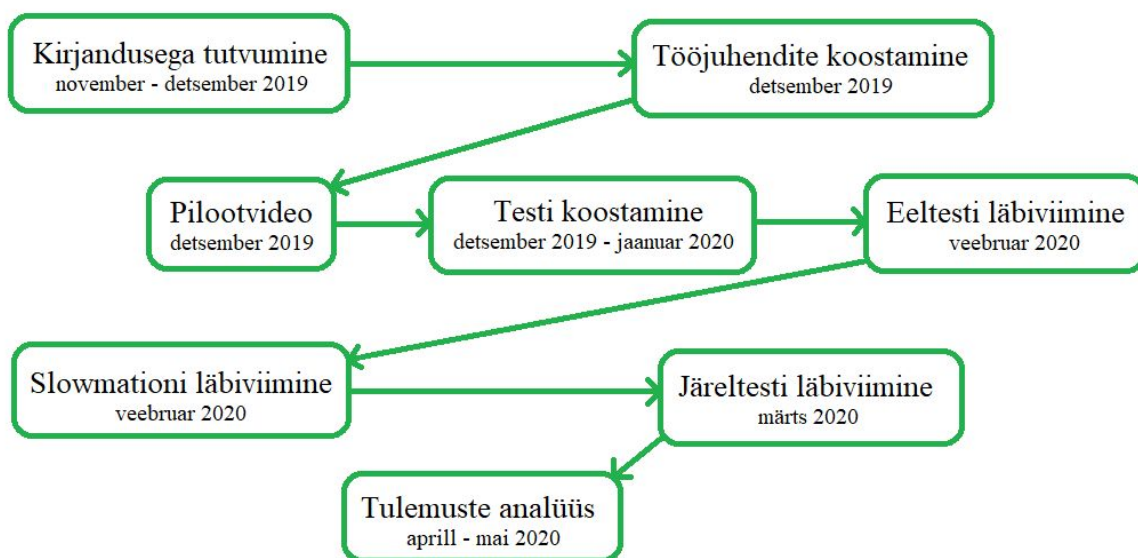 Kirjandusega tutvumine
november - detsember 2019
Tööjuhendite koostamine
detsember 2019
Pilootvideo
detsember 2019
Testi koostamine
detsember 2019 - jaanuar 2020
Eeltesti läbiviimine
veebruar 2020
Slowmationi läbiviimine
veebruar 2020
Järeltesti läbiviimine
märts 2020
Tulemuste analüüs
aprill - mai 2020